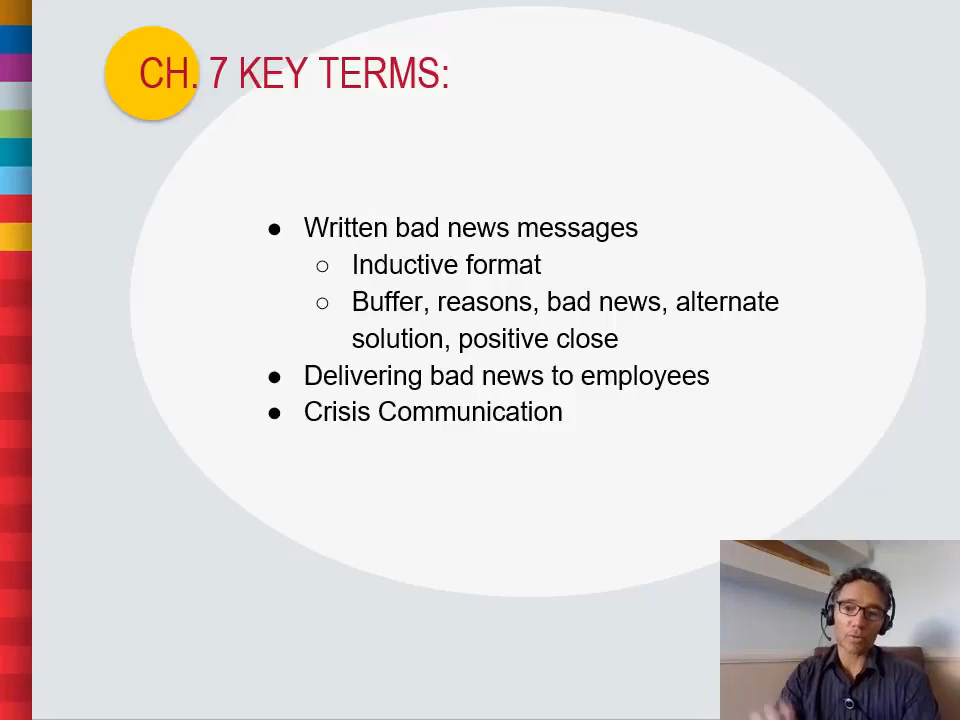 CH. 7 KEY TERMS:
● Written bad news messages
○ Inductive format
○ Buffer, reasons, bad news, alternate
solution, positive close
● Delivering bad news to employees
● Crisis Communication